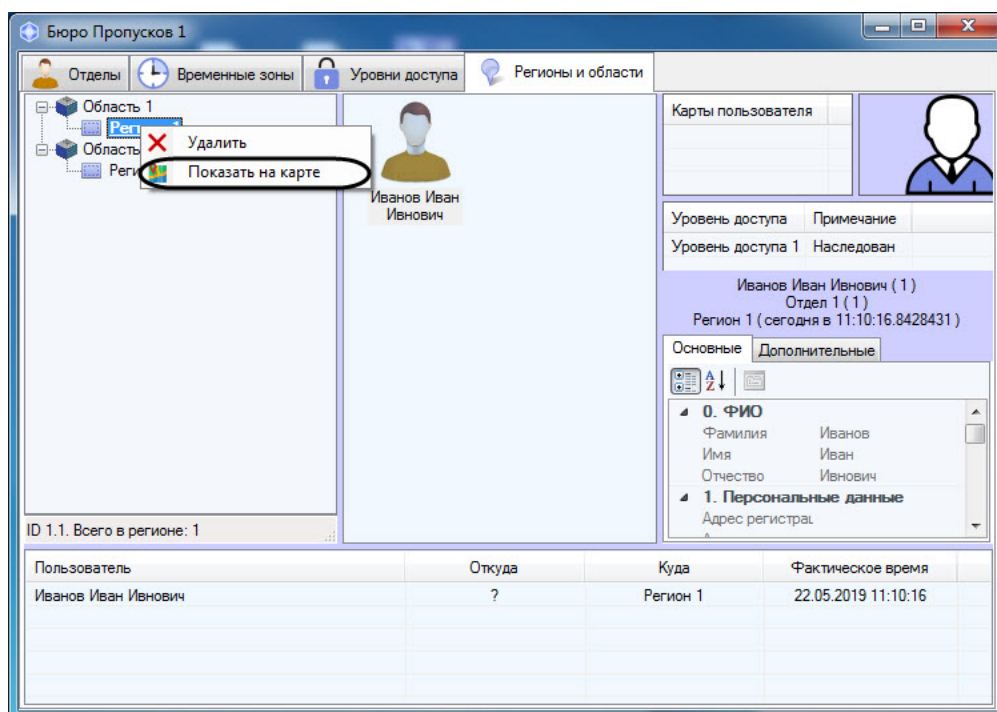 Бюро Пропусков 1
Отделы
Временные зоны
Уровни доступа
Регионы и области
Область 1
Удалить
Область
Показать на карте
Иванов Иван
Ивнович
Карты пользователя
Уровень доступа Примечание
Уровень доступа 1 Наследован
Иванов Иван Ивнович ( 1 )
Отдел 1 ( 1 )
Регион 1 ( сегодня в 11:10:16.8428431 )
Основные Дополнительные
0. ФИО
Фамилия Иванов
Имя Иван
Отчество Ивнович
1. Персональные данные
Адрес регистрац
ID 1.1. Всего в регионе: 1
Пользователь Откуда Куда Фактическое время
Иванов Иван Ивнович ? Регион 1 22.05.2019 11:10:16